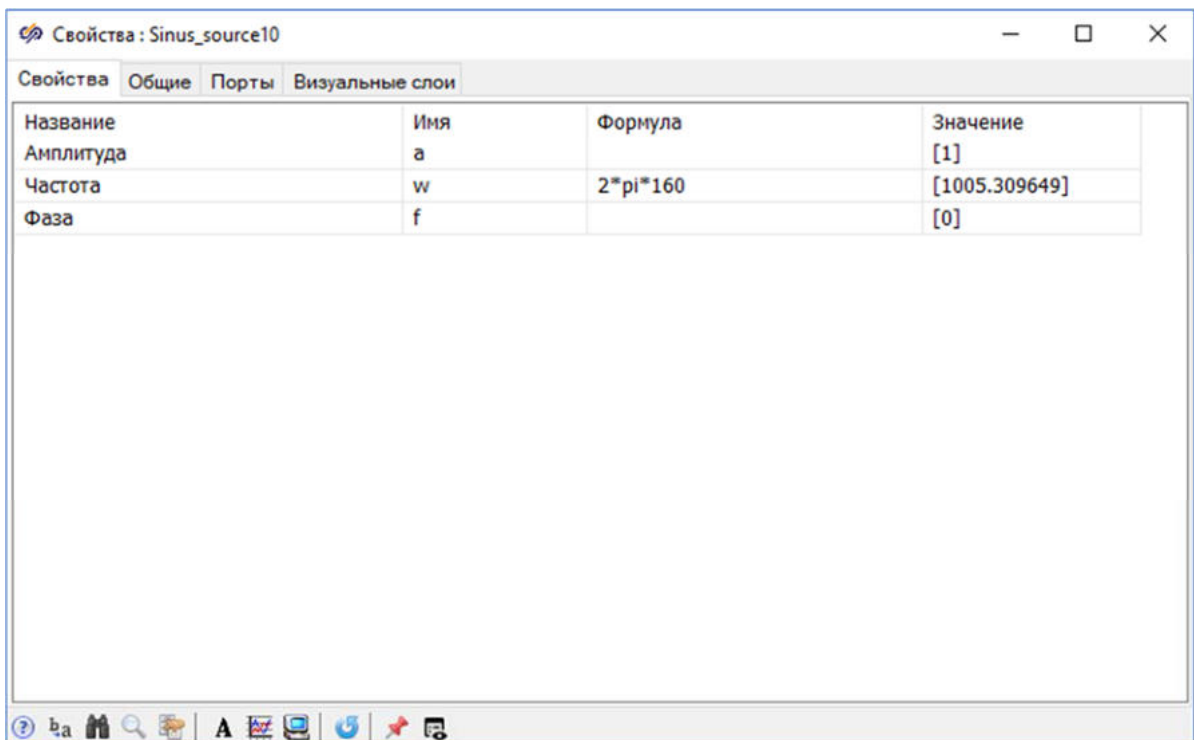 Свойства : Sinus_source10
Свойства Общие Порты Визуальные слои
Название Имя Формула Значение
Амплитуда a [1]
Частота w 2*pi*160 [1005.309649]
Фаза f [0]